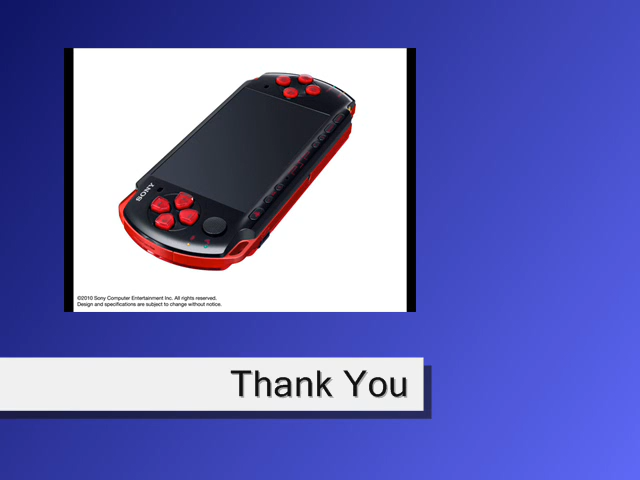 SONY
©2010 Sony Computer Entertainment Inc. All rights reserved.
Design and specifications are subject to change without notice.
Thank You